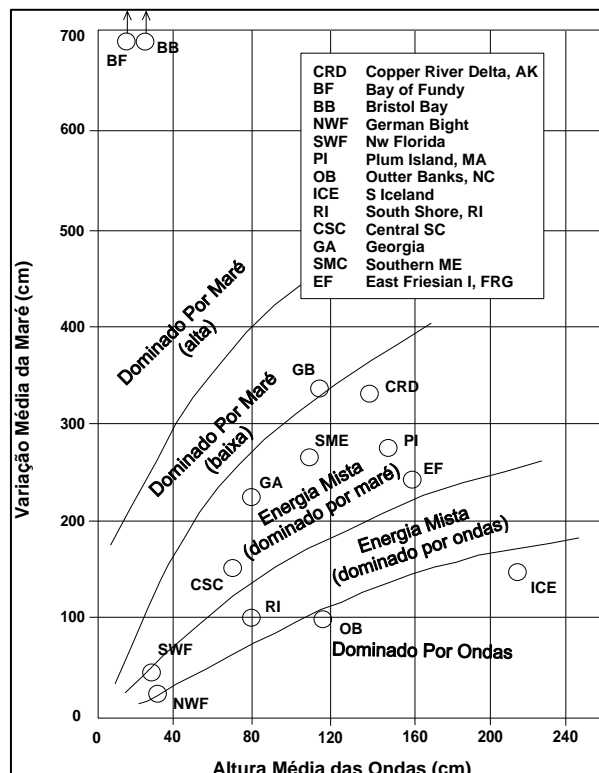 700
600
500
400
300
200
100
0
Variação Média da Maré (cm)
0
40
80
120
160
200
240
Altura Média das Ondas (cm)
BF
BB
CRD Copper River Delta, AK
BF Bay of Fundy
BB Bristol Bay
NWF German Bight
SWF Nw Florida
PI Plum Island, MA
OB Outter Banks, NC
ICE S Iceland
RI South Shore, RI
CSC Central SC
GA Georgia
SMC Southern ME
EF East Friesian I, FRG
Dominado Por Maré
(alta)
Dominado Por Maré
(baixa)
Energia Mista
(dominado por maré)
Energia Mista
(dominado por ondas)
Dominado Por Ondas
GB
CRD
SME
PI
EF
GA
CSC
RI
OB
ICE
SWF
NWF